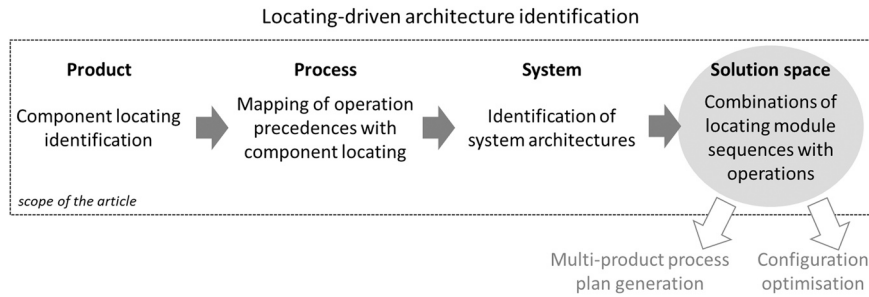 Locating-driven architecture identification
Product
Component locating
identification
Process
Mapping of operation
precedences with
component locating
System
Identification of
system architectures
Solution space
Combinations of
locating module
sequences with
operations
scope of the article
Multi-product process
plan generation
Configuration
optimisation